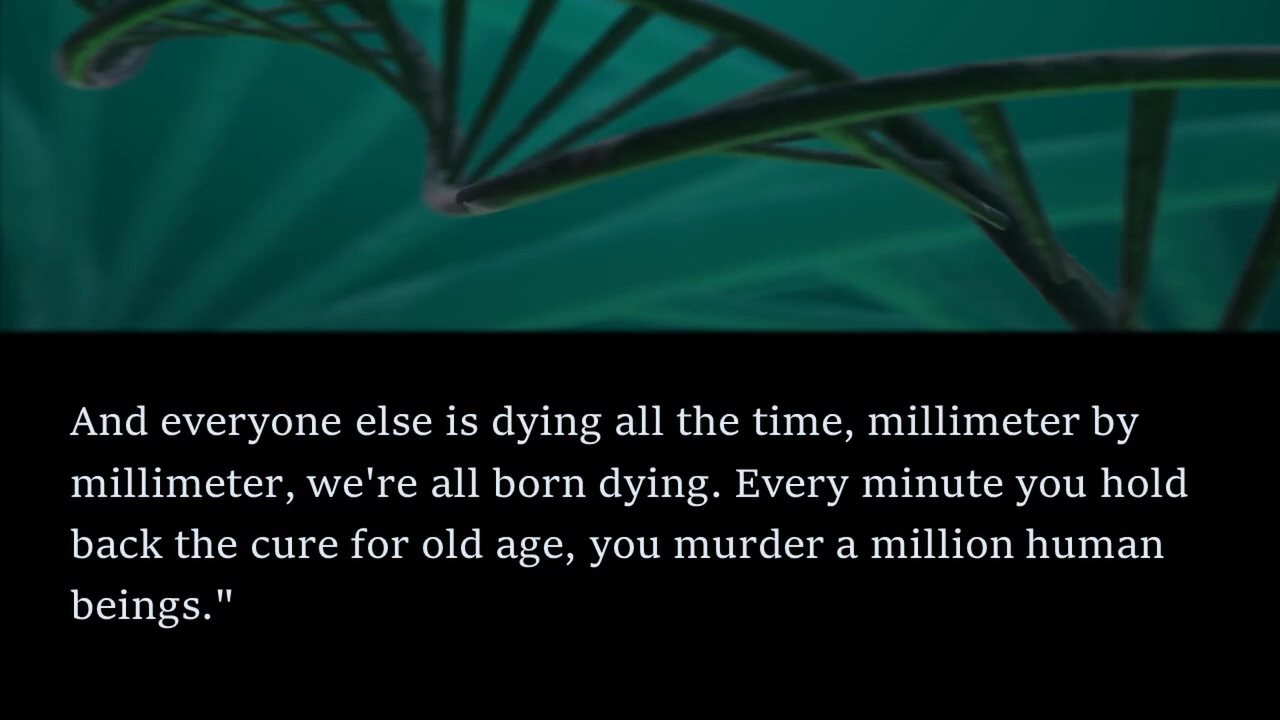 And everyone else is dying all the time, millimeter by
millimeter, we're all born dying. Every minute you hold
back the cure for old age, you murder a million human
beings."